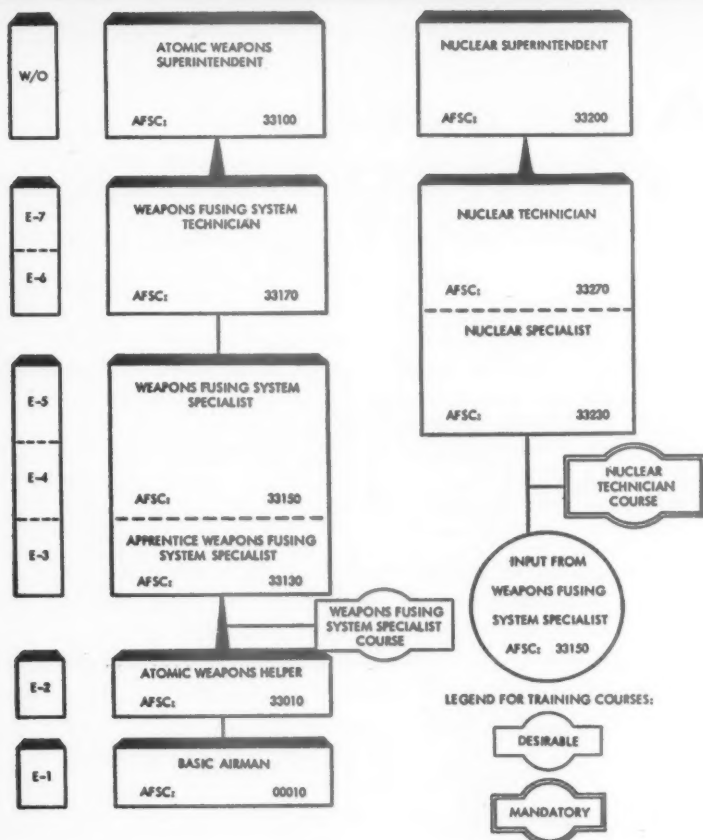 W/O
ATOMIC WEAPONS
SUPERINTENDENT
AFSC: 33100
NUCLEAR SUPERINTENDENT
AFSC: 33200
E-7
E-6
WEAPONS FUSING SYSTEM
TECHNICIAN
AFSC: 33170
NUCLEAR TECHNICIAN
AFSC: 33270
NUCLEAR SPECIALIST
AFSC: 33230
E-5
E-4
E-3
WEAPONS FUSING SYSTEM
SPECIALIST
AFSC: 33150
APPRENTICE WEAPONS FUSING
SYSTEM SPECIALIST
AFSC: 33130
NUCLEAR
TECHNICIAN
COURSE
INPUT FROM
WEAPONS FUSING
SYSTEM SPECIALIST
AFSC: 33150
WEAPONS FUSING
SYSTEM SPECIALIST
COURSE
E-2
ATOMIC WEAPONS HELPER
AFSC: 33010
E-1
BASIC AIRMAN
AFSC: 00010
LEGEND FOR TRAINING COURSES:
DESIRABLE
MANDATORY